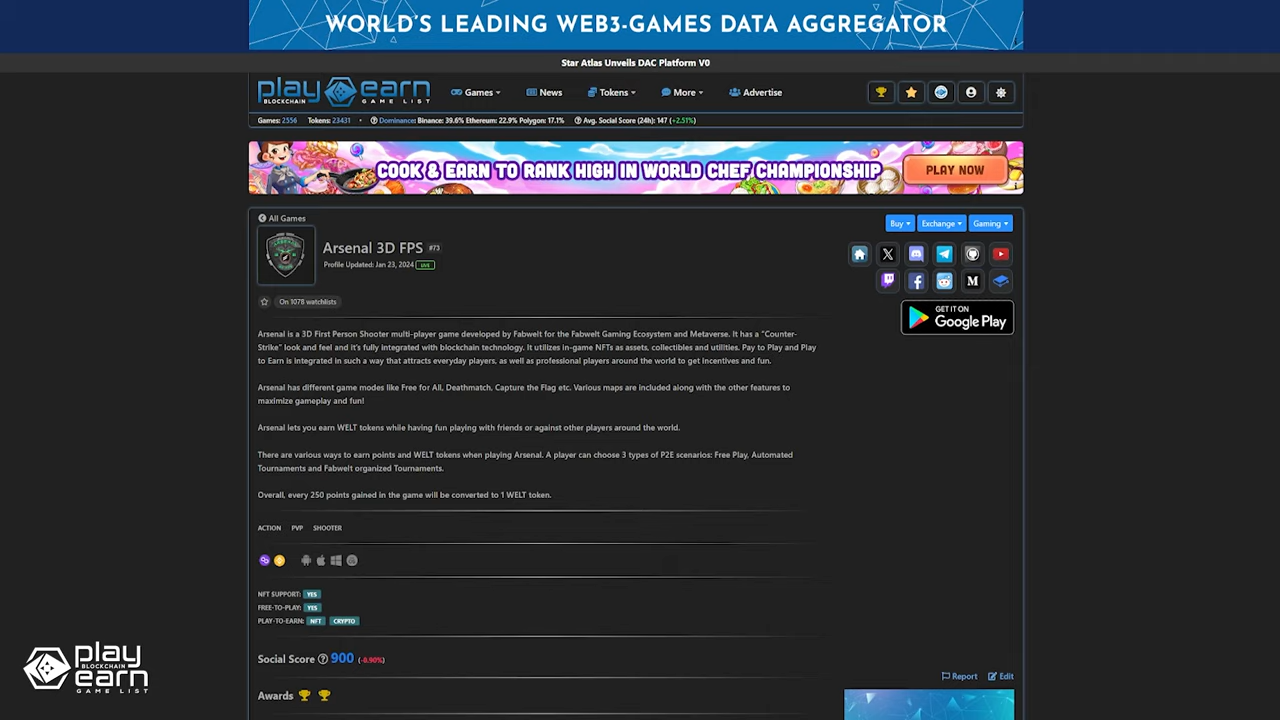 WORLD'S LEADING WEB3-GAMES DATA AGGREGATOR
Star Atlas Unveils DAC Platform V0
play earn
BLOCKCHAIN GAME LIST
Games News Tokens More Advertise
Games: 2556 Tokens: 23431 • Dominance: Binance: 39.6% Ethereum: 22.9% Polygon: 17.1% Avg. Social Score (24h): 147 (+2.51%)
COOK & EARN TO RANK HIGH IN WORLD CHEF CHAMPIONSHIP
PLAY NOW
All Games
Buy Exchange Gaming
Arsenal 3D FPS #73
Profile Updated: Jan 23, 2024 LIVE
On 1078 watchlists
GET IT ON
Google Play
Arsenal is a 3D First Person Shooter multi-player game developed by Fabwelt for the Fabwelt Gaming Ecosystem and Metaverse. It has a "Counter-
Strike" look and feel and it's fully integrated with blockchain technology. It utilizes in-game NFTs as assets, collectibles and utilities. Pay to Play and Play
to Earn is integrated in such a way that attracts everyday players, as well as professional players around the world to get incentives and fun.
Arsenal has different game modes like Free for All, Deathmatch, Capture the Flag etc. Various maps are included along with the other features to
maximize gameplay and fun!
Arsenal lets you earn WELT tokens while having fun playing with friends or against other players around the world.
There are various ways to earn points and WELT tokens when playing Arsenal. A player can choose 3 types of P2E scenarios: Free Play, Automated
Tournaments and Fabwelt organized Tournaments.
Overall, every 250 points gained in the game will be converted to 1 WELT token.
ACTION PVP SHOOTER
NFT SUPPORT: YES
FREE-TO-PLAY: YES
PLAY-TO-EARN: NFT CRYPTO
Social Score 900 (-0.90%)
Report Edit
Awards
play earn
BLOCKCHAIN
GAME LIST